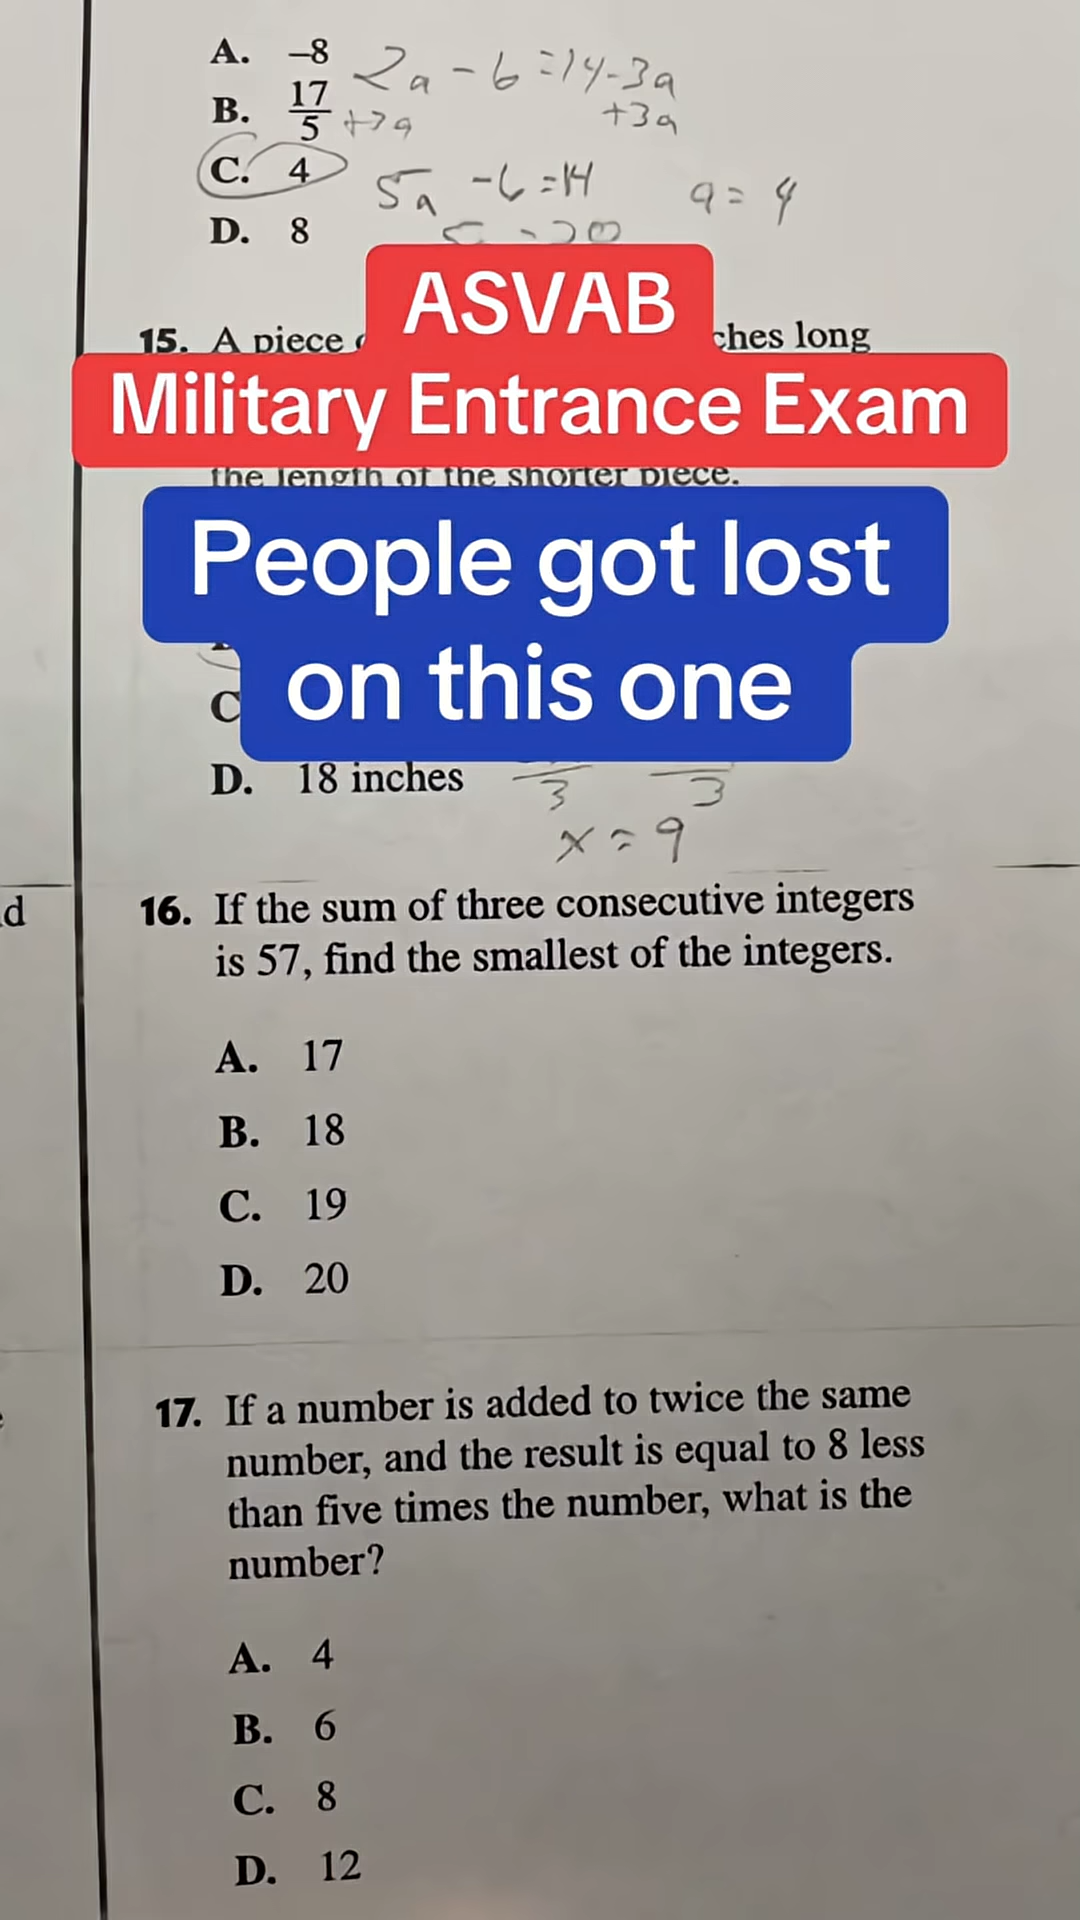 A. –8
2a - 6 = 14 - 3a
B. 17/5
+3a
+3a
C. 4
5a - 6 = 14
a = 4
D. 8
ASVAB
15. A piece ches long
Military Entrance Exam
the length of the shorter piece.
People got lost
on this one
C
D. 18 inches
3 3
x = 9
d
16. If the sum of three consecutive integers
is 57, find the smallest of the integers.
A. 17
B. 18
C. 19
D. 20
17. If a number is added to twice the same
number, and the result is equal to 8 less
than five times the number, what is the
number?
A. 4
B. 6
C. 8
D. 12